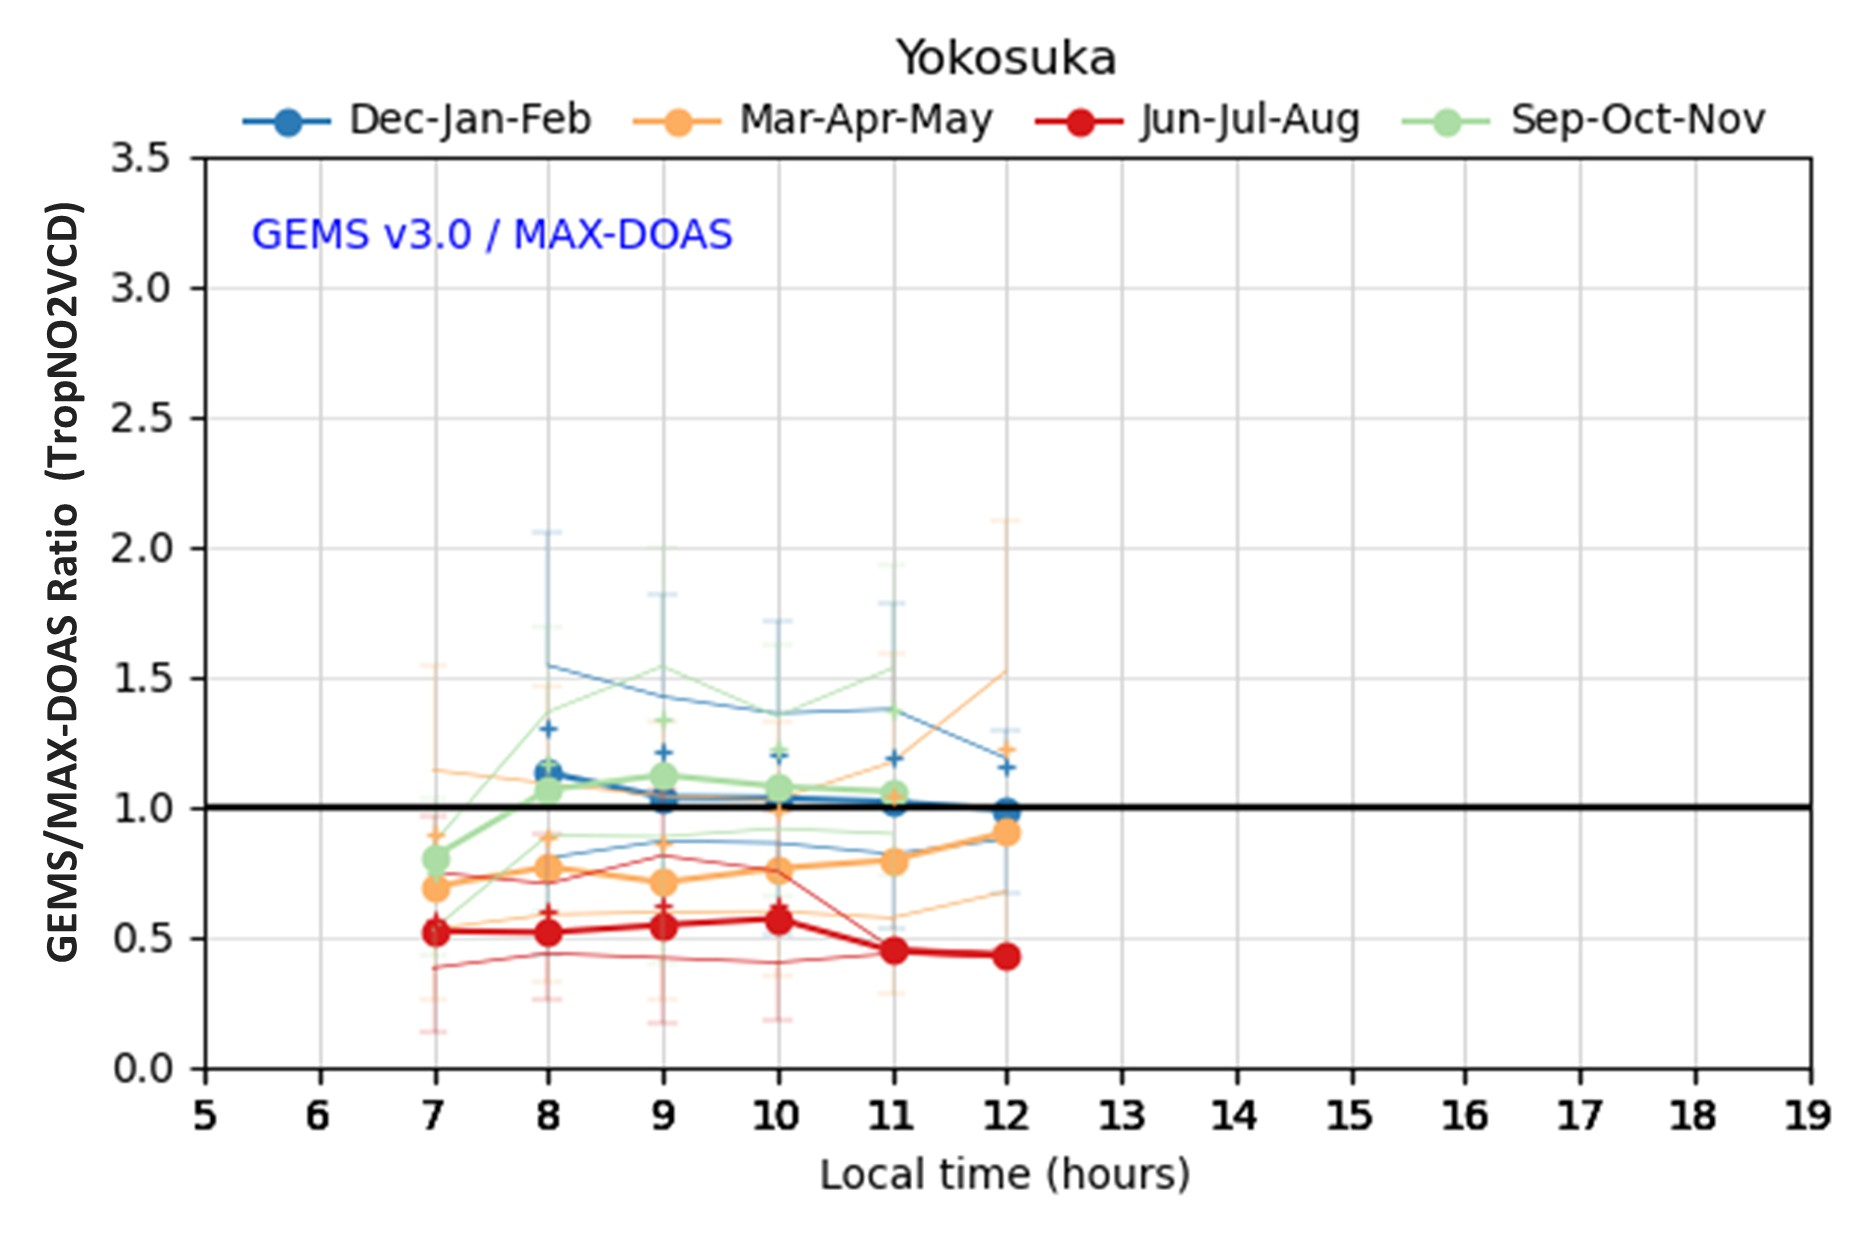 Yokosuka
Dec-Jan-Feb Mar-Apr-May Jun-Jul-Aug Sep-Oct-Nov
GEMS v3.0 / MAX-DOAS
GEMS/MAX-DOAS Ratio (TropNO2VCD)
3.5
3.0
2.5
2.0
1.5
1.0
0.5
0.0
5 6 7 8 9 10 11 12 13 14 15 16 17 18 19
Local time (hours)